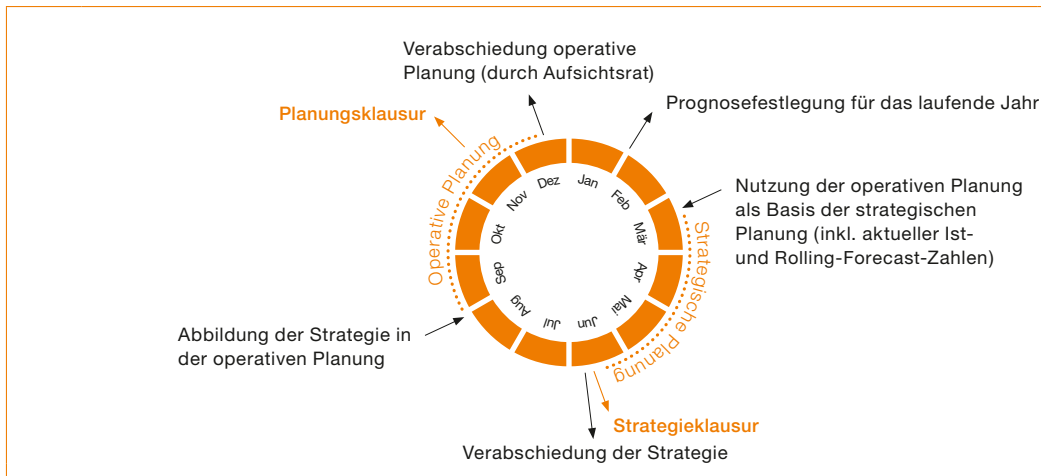 Verabschiedung operative
Planung (durch Aufsichtsrat)
Planungsklausur
Prognosefestlegung für das laufende Jahr
Operative Planung
Dez
Jan
Nov
Feb
Okt
Mär
Sep
Apr
Aug
Mai
Jul
Jun
Strategische Planung
Nutzung der operativen Planung
als Basis der strategischen
Planung (inkl. aktueller Ist-
und Rolling-Forecast-Zahlen)
Abbildung der Strategie in
der operativen Planung
Strategieklausur
Verabschiedung der Strategie